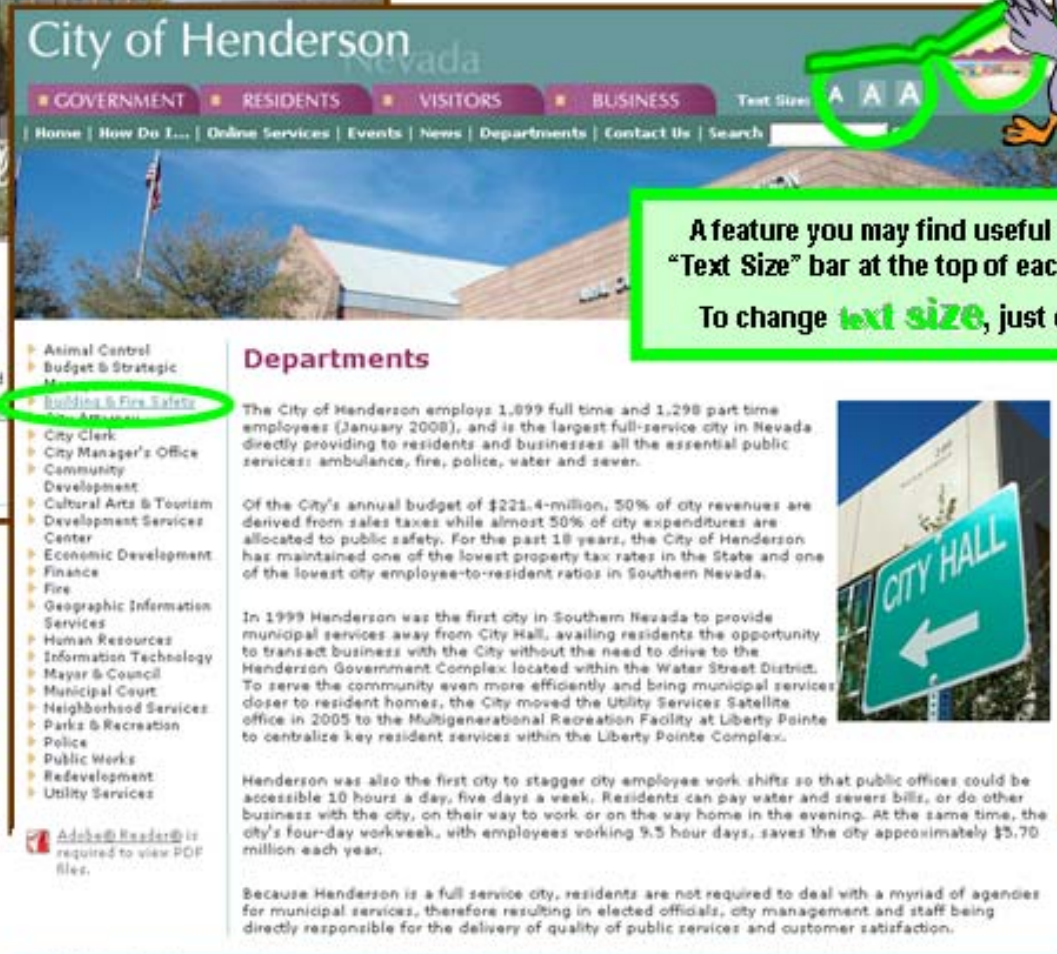 City of Henderson
Nevada
GOVERNMENT RESIDENTS VISITORS BUSINESS Text Size: A A A
| Home | How Do I... | Online Services | Events | News | Departments | Contact Us | Search
A feature you may find useful
“Text Size” bar at the top of eac
To change text size, just
Animal Control
Budget & Strategic
Building & Fire Safety
City Attorney
City Clerk
City Manager's Office
Community
Development
Cultural Arts & Tourism
Development Services
Center
Economic Development
Finance
Fire
Geographic Information
Services
Human Resources
Information Technology
Mayor & Council
Municipal Court
Neighborhood Services
Parks & Recreation
Police
Public Works
Redevelopment
Utility Services
Adobe® Reader® is
required to view PDF
files.
Departments
The City of Henderson employs 1,899 full time and 1,298 part time
employees (January 2008), and is the largest full-service city in Nevada
directly providing to residents and businesses all the essential public
services: ambulance, fire, police, water and sewer.
Of the City's annual budget of $221.4-million, 50% of city revenues are
derived from sales taxes while almost 50% of city expenditures are
allocated to public safety. For the past 18 years, the City of Henderson
has maintained one of the lowest property tax rates in the State and one
of the lowest city employee-to-resident ratios in Southern Nevada.
In 1999 Henderson was the first city in Southern Nevada to provide
municipal services away from City Hall, availing residents the opportunity
to transact business with the City without the need to drive to the
Henderson Government Complex located within the Water Street District.
To serve the community even more efficiently and bring municipal services
closer to resident homes, the City moved the Utility Services Satellite
office in 2005 to the Multigenerational Recreation Facility at Liberty Pointe
to centralize key resident services within the Liberty Pointe Complex.
CITY HALL
Henderson was also the first city to stagger city employee work shifts so that public offices could be
accessible 10 hours a day, five days a week. Residents can pay water and sewers bills, or do other
business with the city, on their way to work or on the way home in the evening. At the same time, the
city's four-day workweek, with employees working 9.5 hour days, saves the city approximately $5.70
million each year.
Because Henderson is a full service city, residents are not required to deal with a myriad of agencies
for municipal services, therefore resulting in elected officials, city management and staff being
directly responsible for the delivery of quality of public services and customer satisfaction.